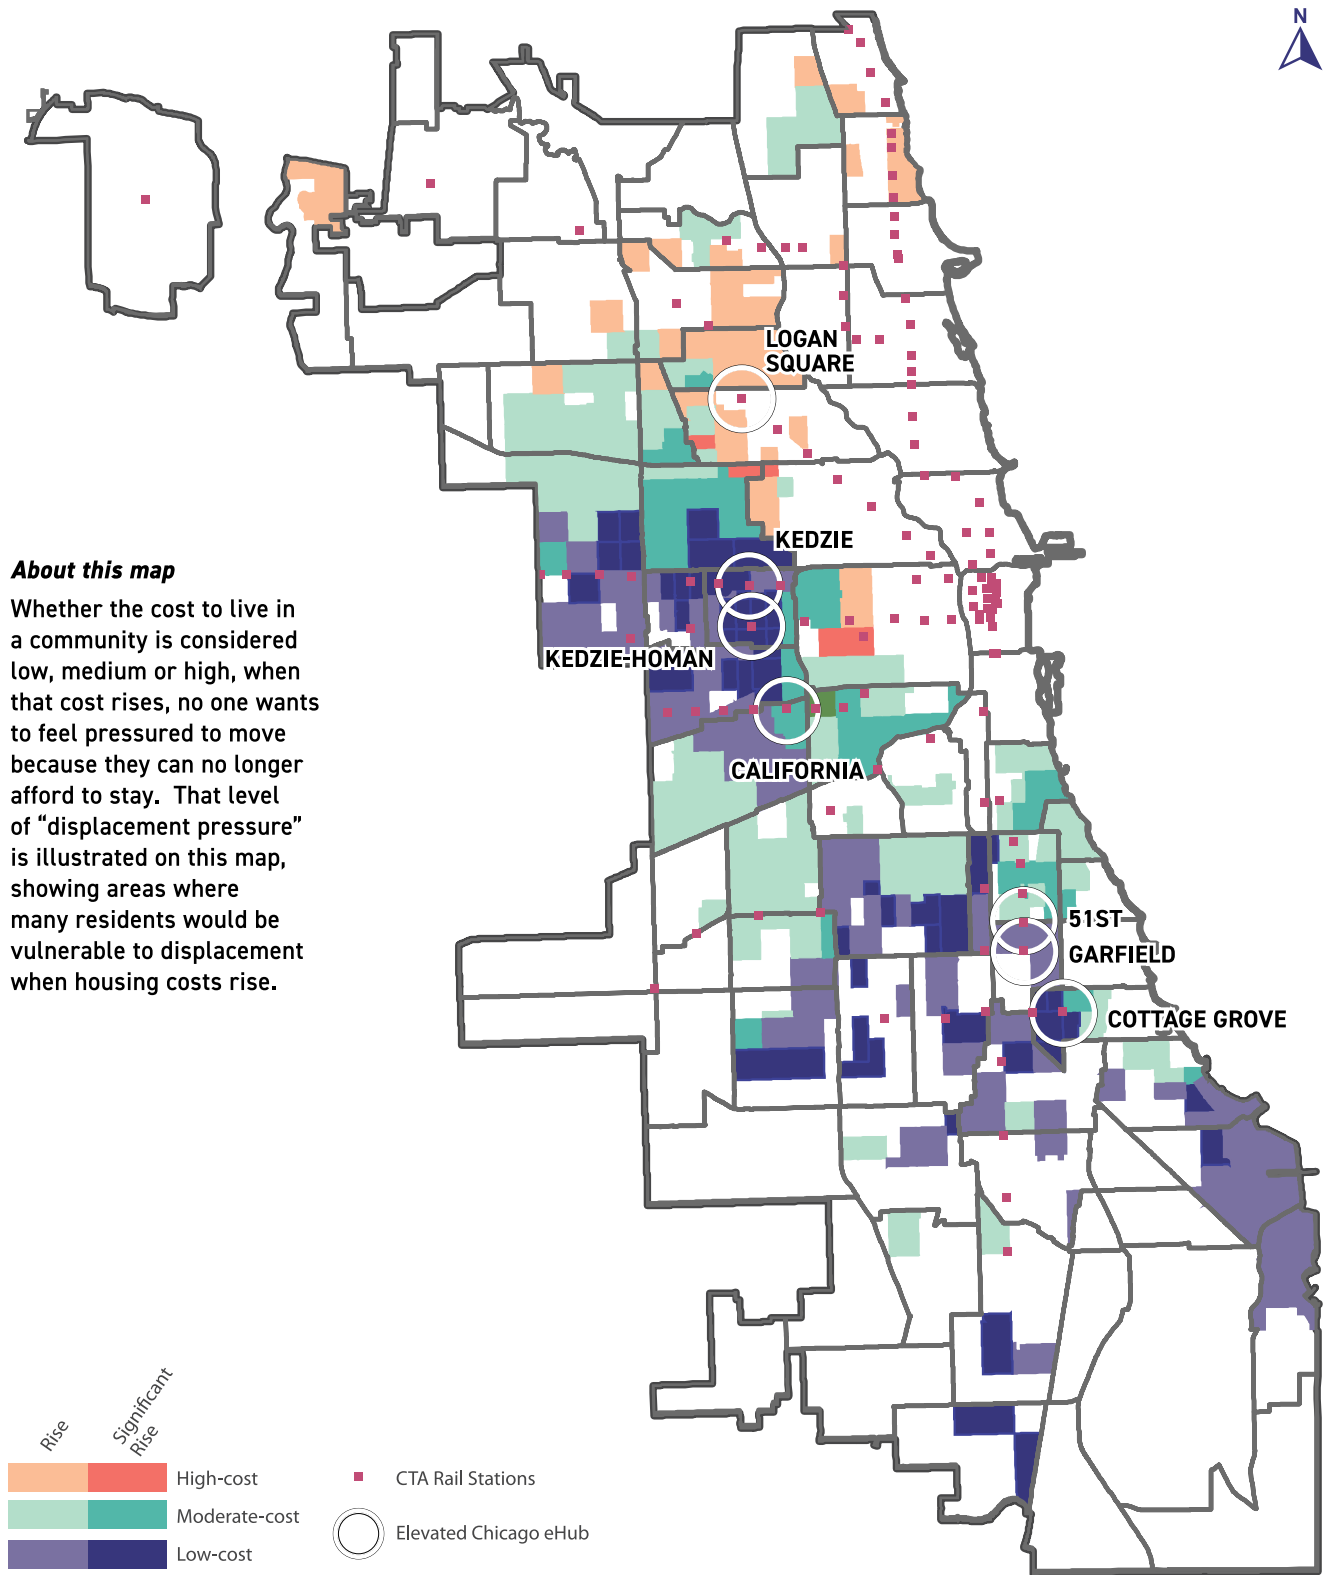 N
LOGAN
SQUARE
KEDZIE
KEDZIE-HOMAN
CALIFORNIA
51ST
GARFIELD
COTTAGE GROVE
About this map
Whether the cost to live in
a community is considered
low, medium or high, when
that cost rises, no one wants
to feel pressured to move
because they can no longer
afford to stay. That level
of “displacement pressure”
is illustrated on this map,
showing areas where
many residents would be
vulnerable to displacement
when housing costs rise.
Rise
Significant
Rise
High-cost
Moderate-cost
Low-cost
CTA Rail Stations
Elevated Chicago eHub